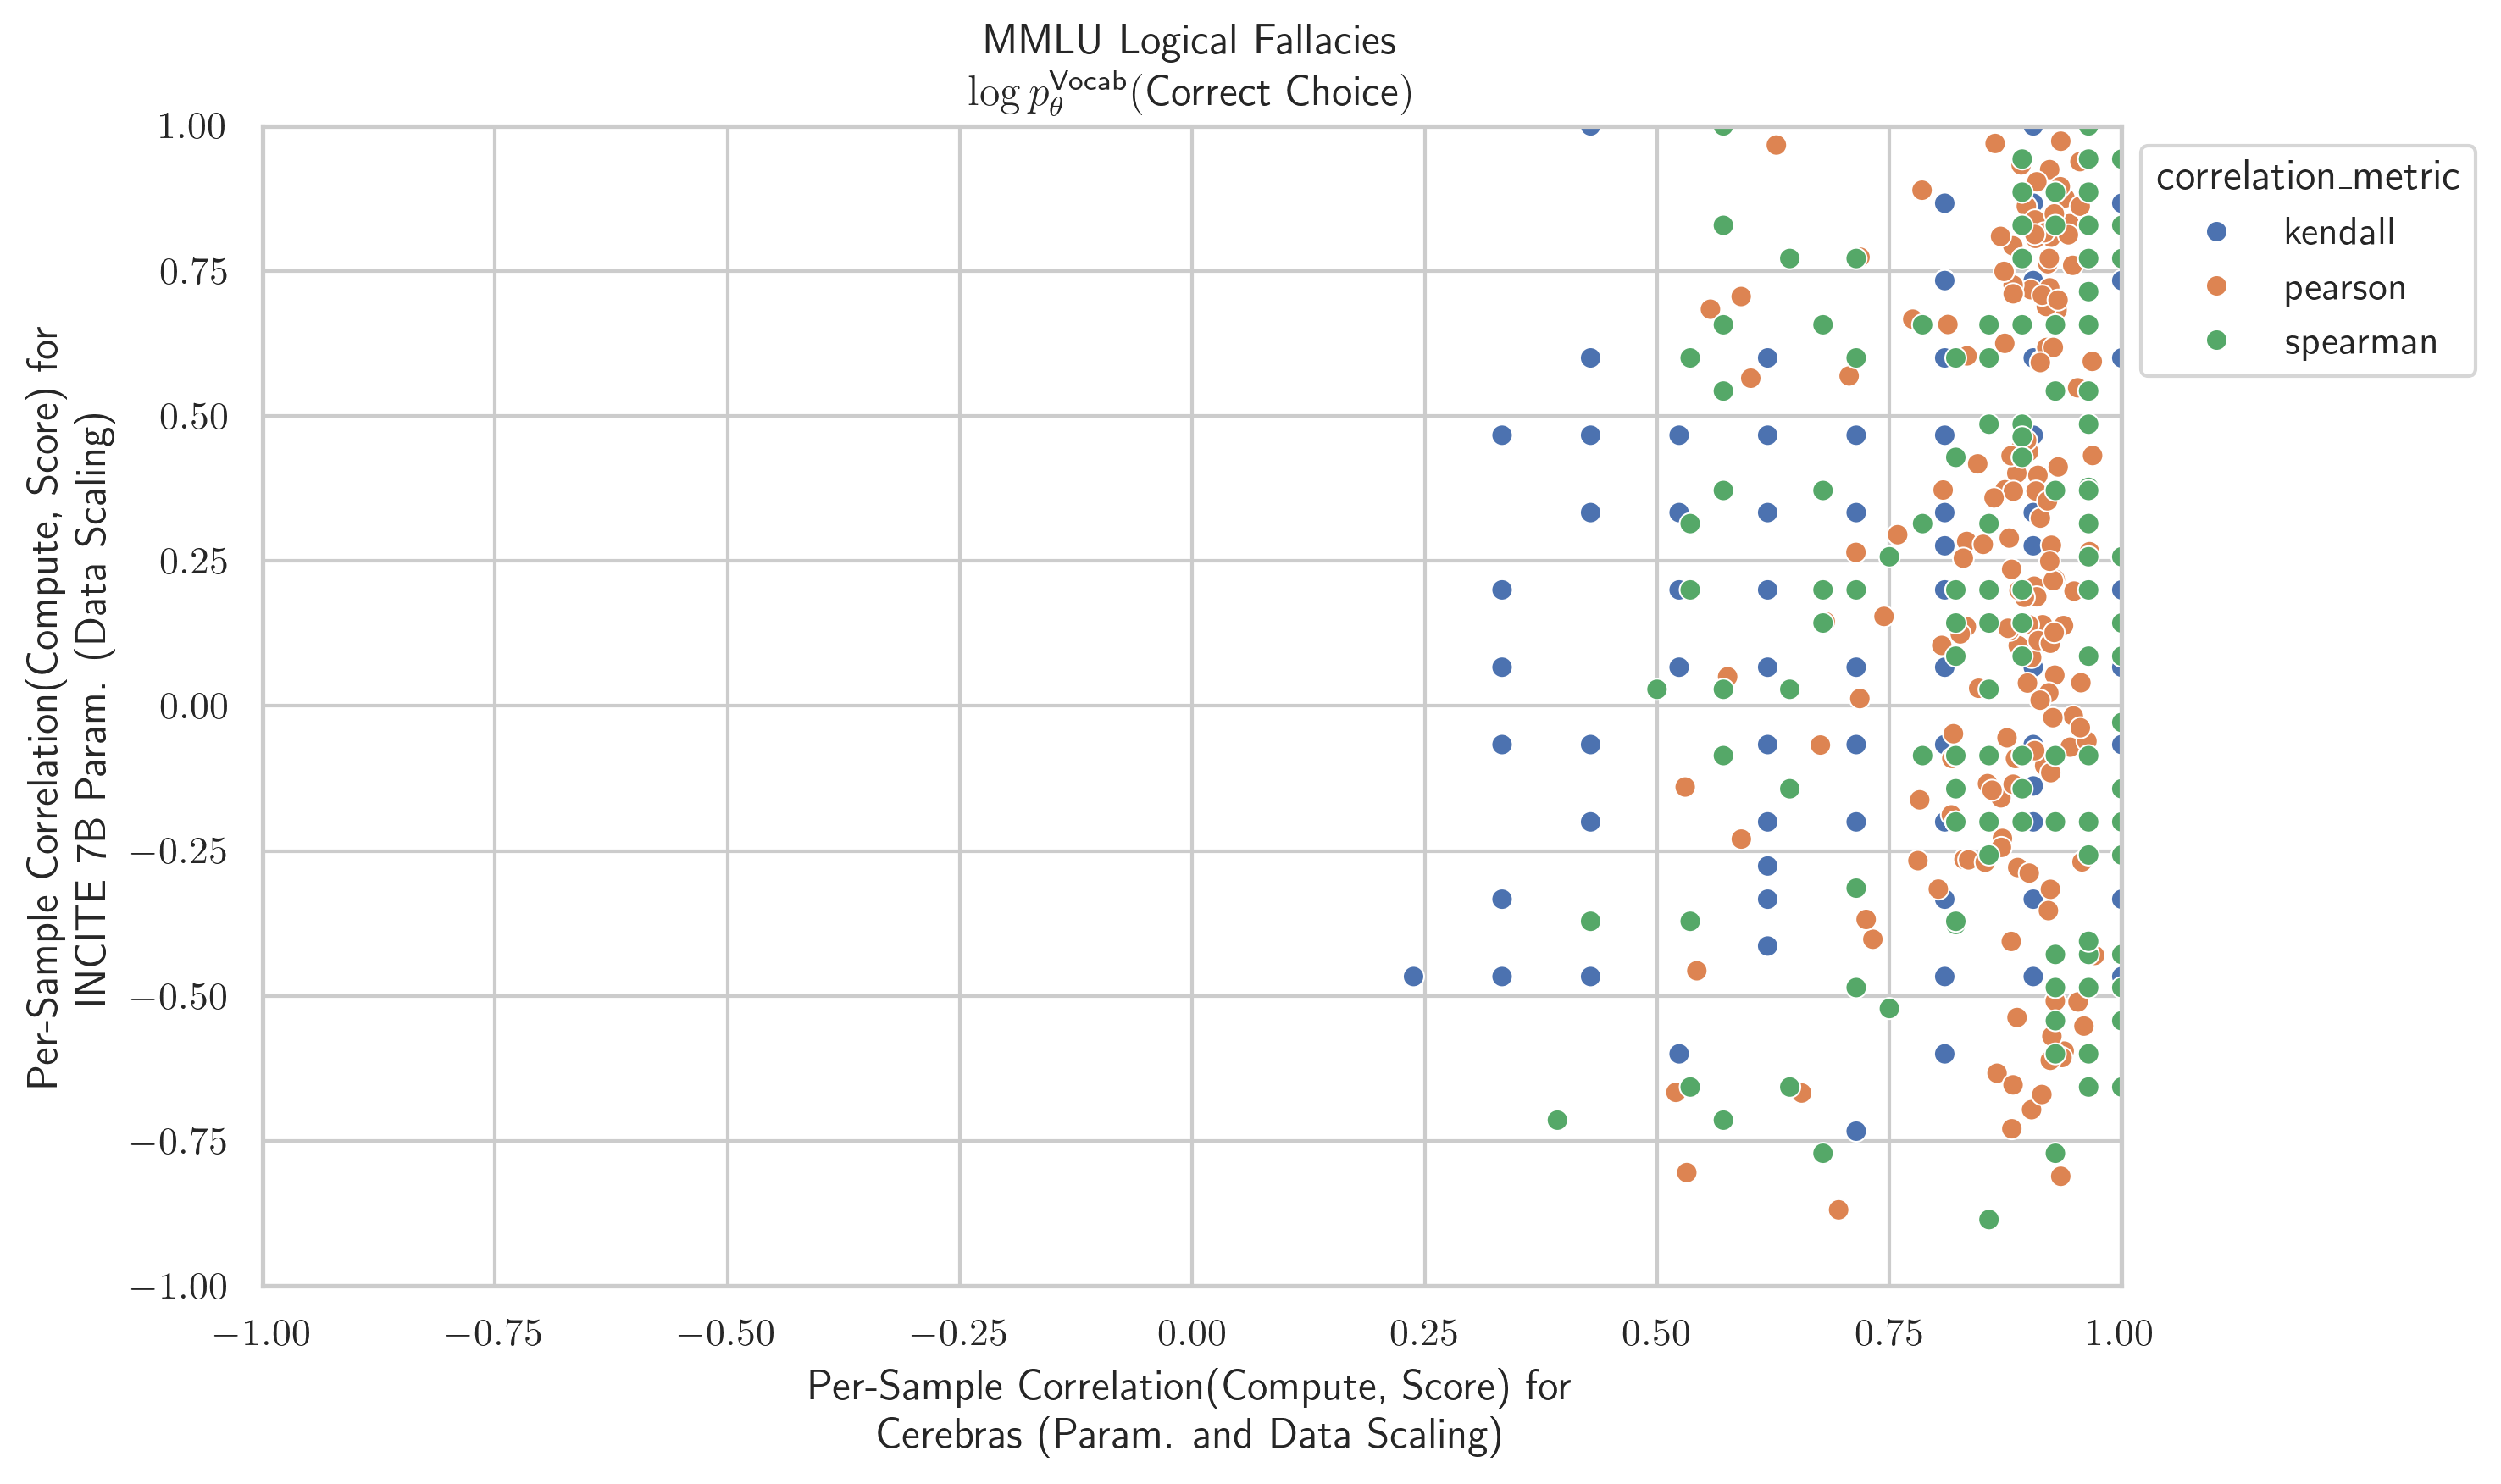 MMLU Logical Fallacies
log p_θ^Vocab(Correct Choice)
Per-Sample Correlation(Compute, Score) for
INCITE 7B Param. (Data Scaling)
1.00
0.75
0.50
0.25
0.00
−0.25
−0.50
−0.75
−1.00
−1.00 −0.75 −0.50 −0.25 0.00 0.25 0.50 0.75 1.00
Per-Sample Correlation(Compute, Score) for
Cerebras (Param. and Data Scaling)
correlation_metric
kendall
pearson
spearman